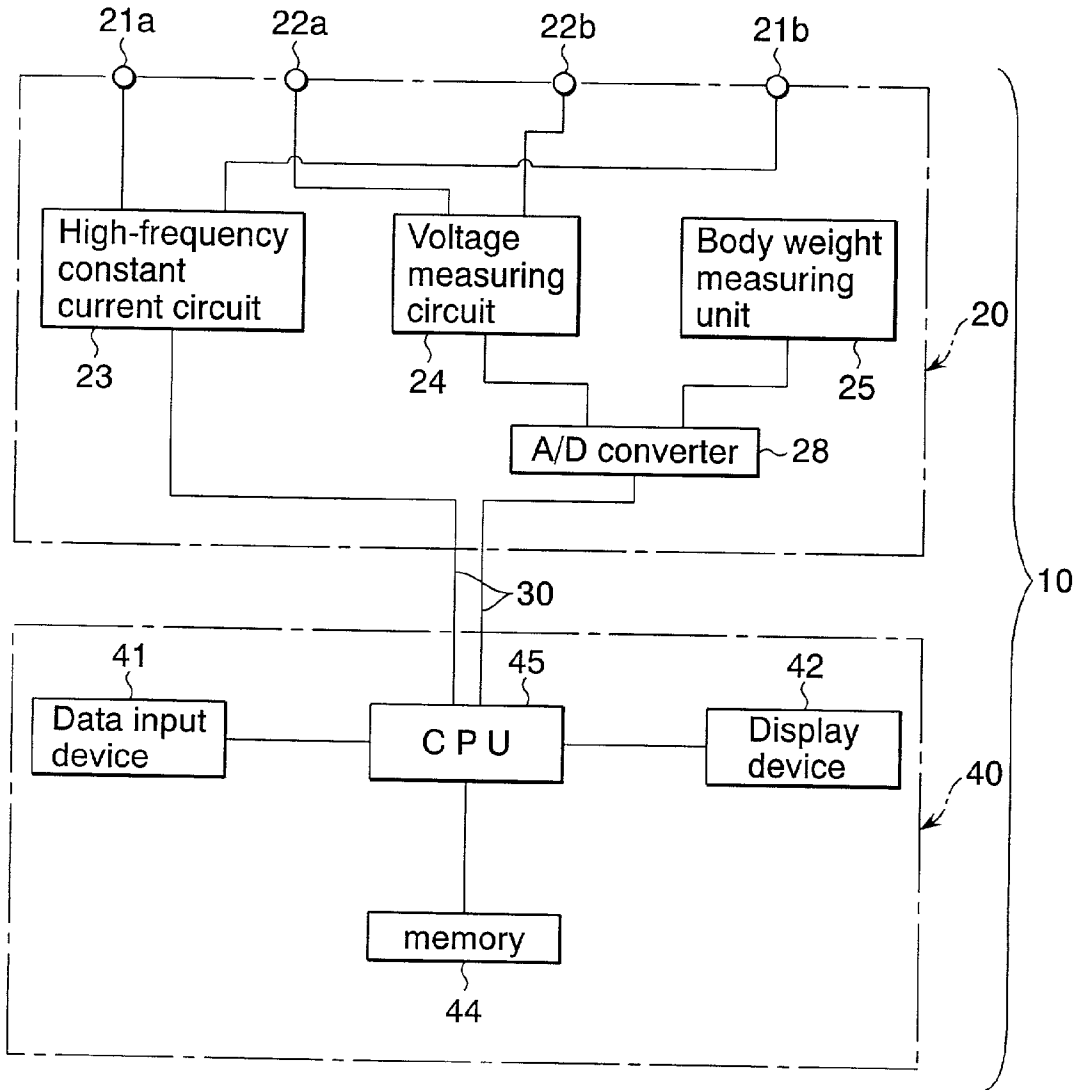 21a
22a
22b
21b
High-frequency
constant
current circuit
23
Voltage
measuring
circuit
24
Body weight
measuring
unit
25
20
A/D converter
28
30
10
41
Data input
device
45
C P U
42
Display
device
40
memory
44